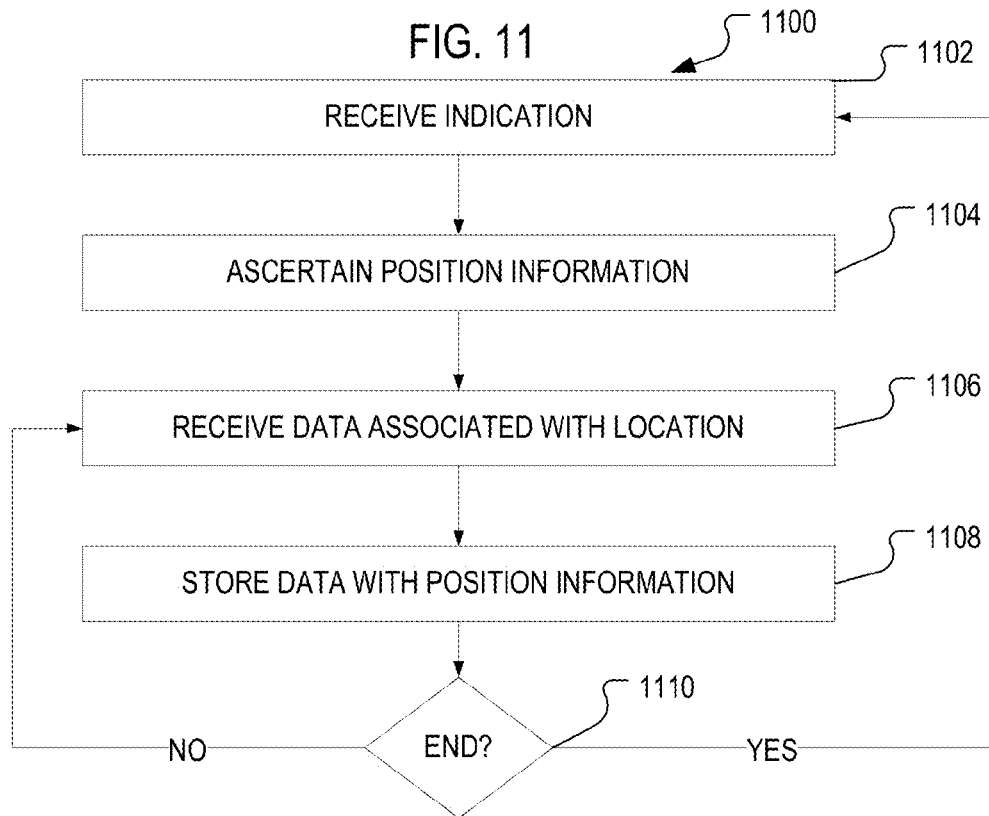 FIG. 11
1100
1102
RECEIVE INDICATION
1104
ASCERTAIN POSITION INFORMATION
1106
RECEIVE DATA ASSOCIATED WITH LOCATION
1108
STORE DATA WITH POSITION INFORMATION
1110
END?
NO
YES